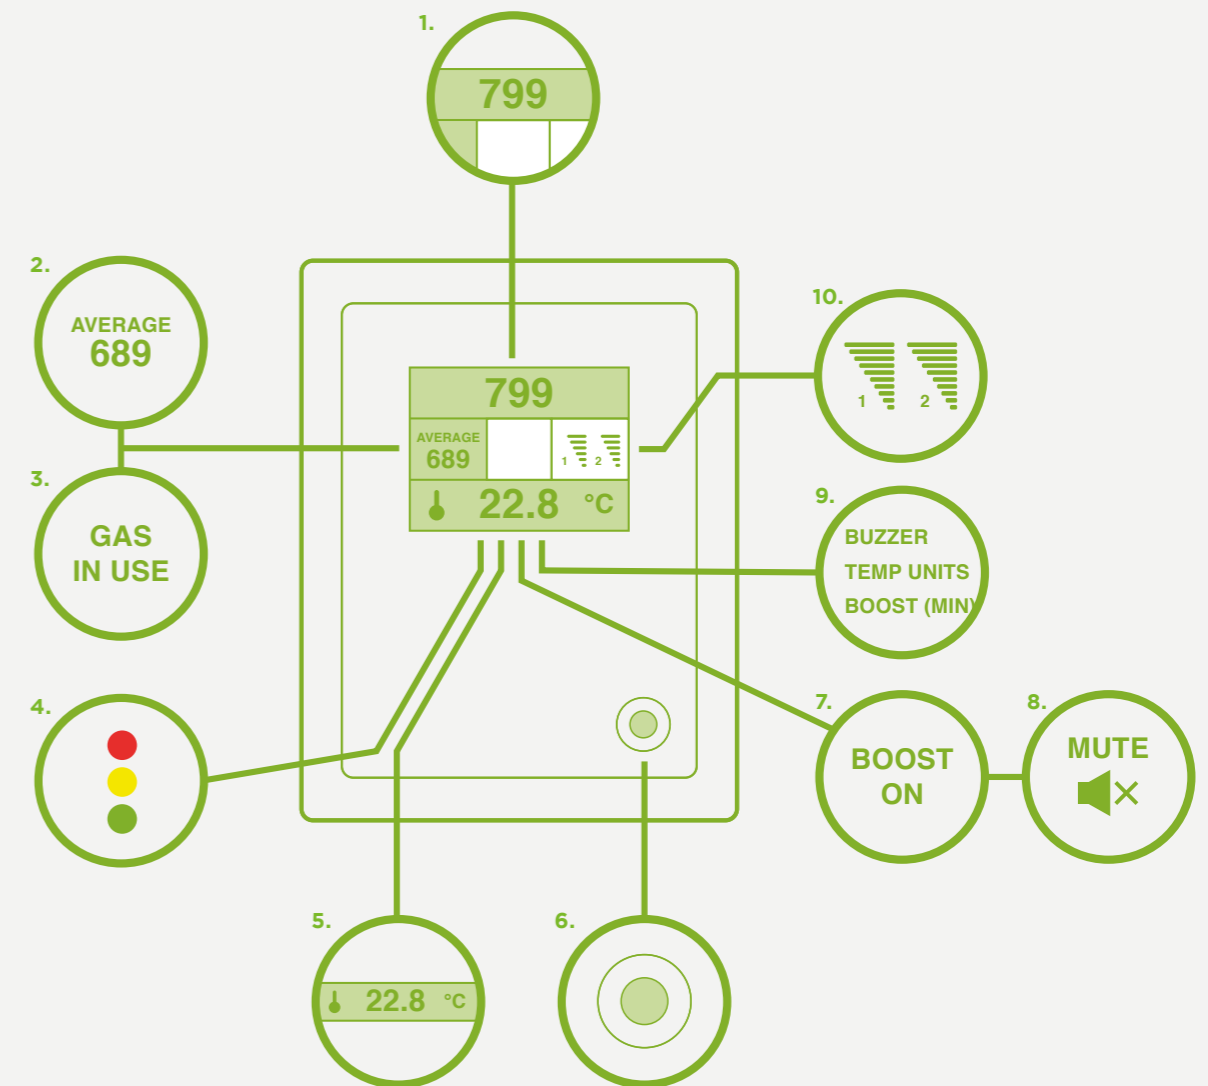 1.
799
2.
AVERAGE
689
3.
GAS
IN USE
4.
799
AVERAGE
689
1 2
22.8 °C
10.
1 2
9.
BUZZER
TEMP UNITS
BOOST (MIN)
7.
BOOST
ON
8.
MUTE
5.
22.8 °C
6.